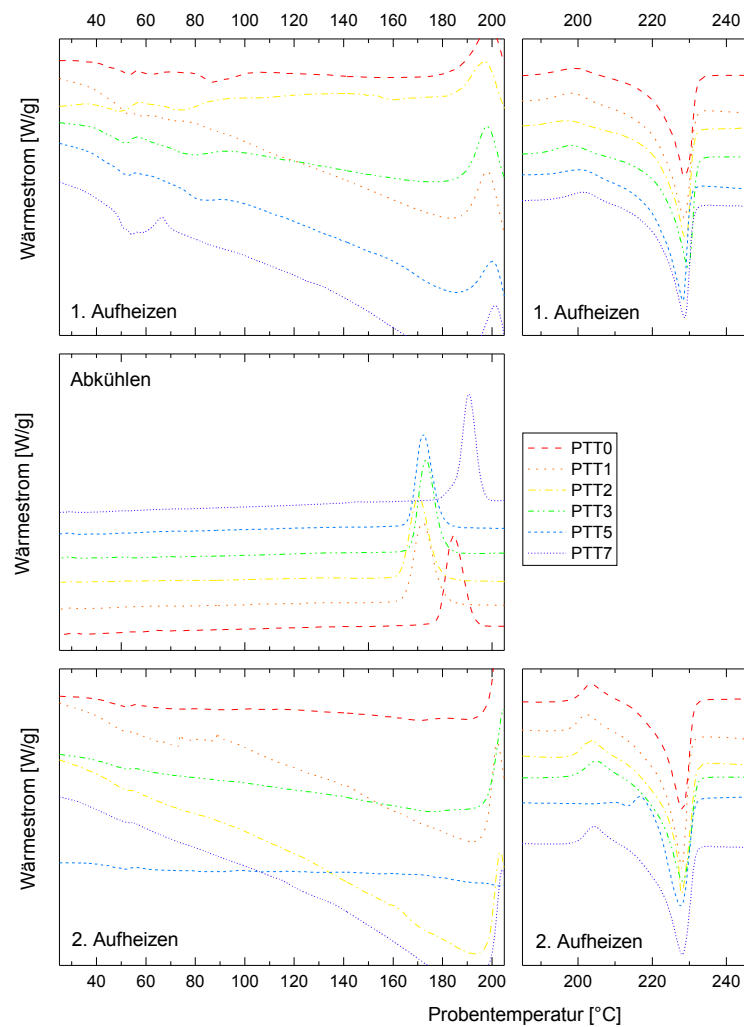 40 60 80 100 120 140 160 180 200
200 220 240
Wärmestrom [W/g]
1. Aufheizen
1. Aufheizen
Abkühlen
Wärmestrom [W/g]
PTT0
PTT1
PTT2
PTT3
PTT5
PTT7
Wärmestrom [W/g]
2. Aufheizen
2. Aufheizen
40 60 80 100 120 140 160 180 200
200 220 240
Probentemperatur [°C]